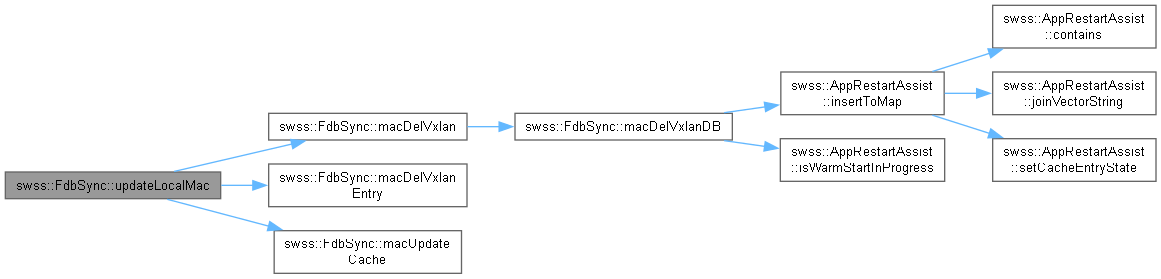 swss::FdbSync::updateLocalMac
swss::FdbSync::macDelVxlan
swss::FdbSync::macDelVxlan
Entry
swss::FdbSync::macUpdate
Cache
swss::FdbSync::macDelVxlanDB
swss::AppRestartAssist
::insertToMap
swss::AppRestartAssist
::isWarmStartInProgress
swss::AppRestartAssist
::contains
swss::AppRestartAssist
::joinVectorString
swss::AppRestartAssist
::setCacheEntryState